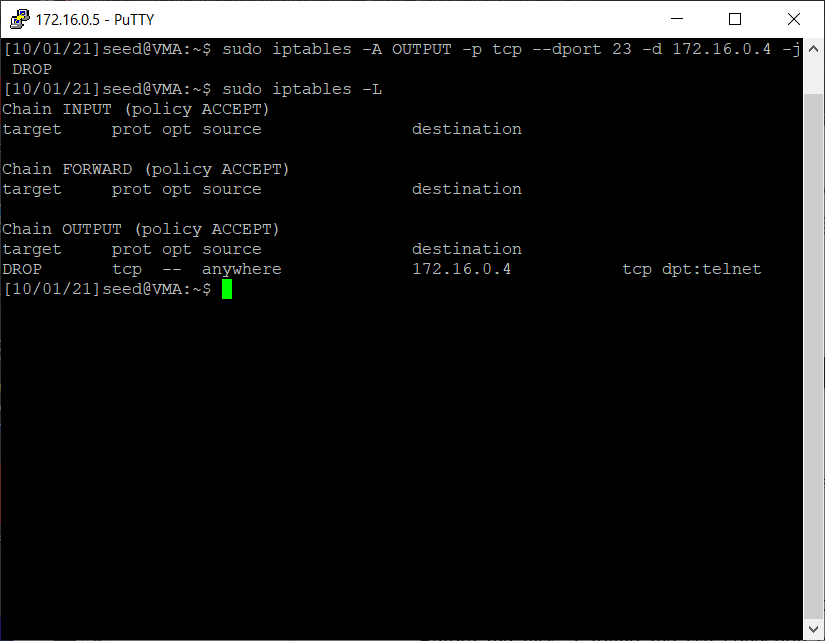 172.16.0.5 - PuTTY
[10/01/21]seed@VMA:~$ sudo iptables -A OUTPUT -p tcp --dport 23 -d 172.16.0.4 -j
 DROP
[10/01/21]seed@VMA:~$ sudo iptables -L
Chain INPUT (policy ACCEPT)
target     prot opt source               destination

Chain FORWARD (policy ACCEPT)
target     prot opt source               destination

Chain OUTPUT (policy ACCEPT)
target     prot opt source               destination
DROP       tcp  --  anywhere             172.16.0.4           tcp dpt:telnet
[10/01/21]seed@VMA:~$